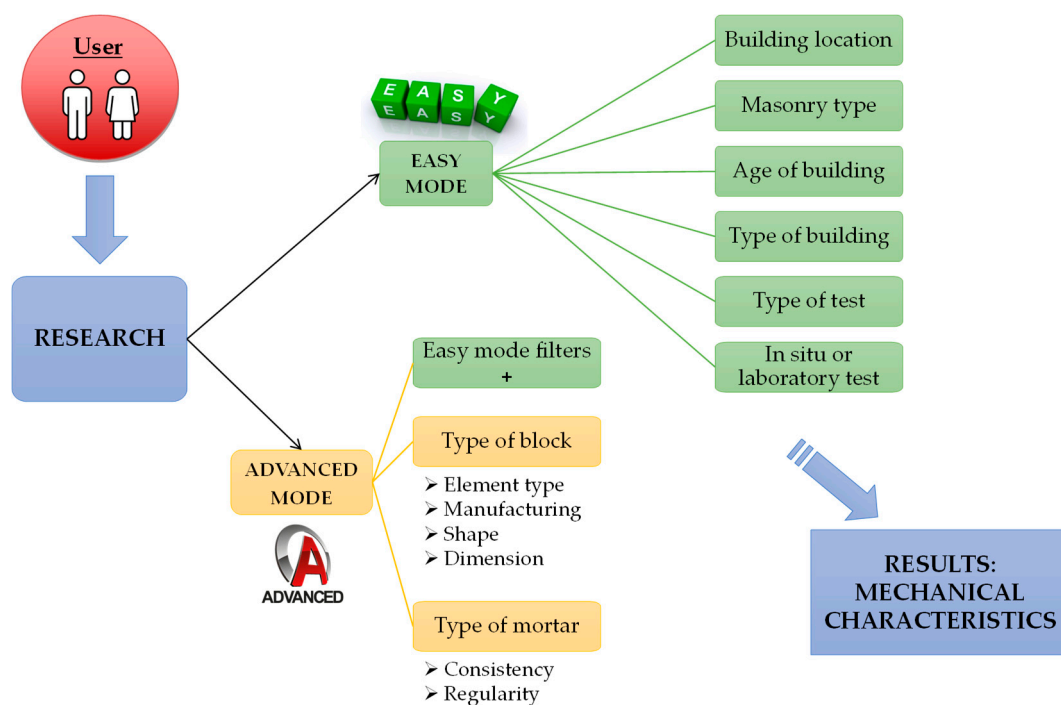 User
EASY
EASY
EASY
MODE
Building location
Masonry type
Age of building
Type of building
Type of test
In situ or
laboratory test
RESEARCH
Easy mode filters
+
ADVANCED
MODE
A
ADVANCED
Type of block
➢ Element type
➢ Manufacturing
➢ Shape
➢ Dimension
Type of mortar
➢ Consistency
➢ Regularity
RESULTS:
MECHANICAL
CHARACTERISTICS